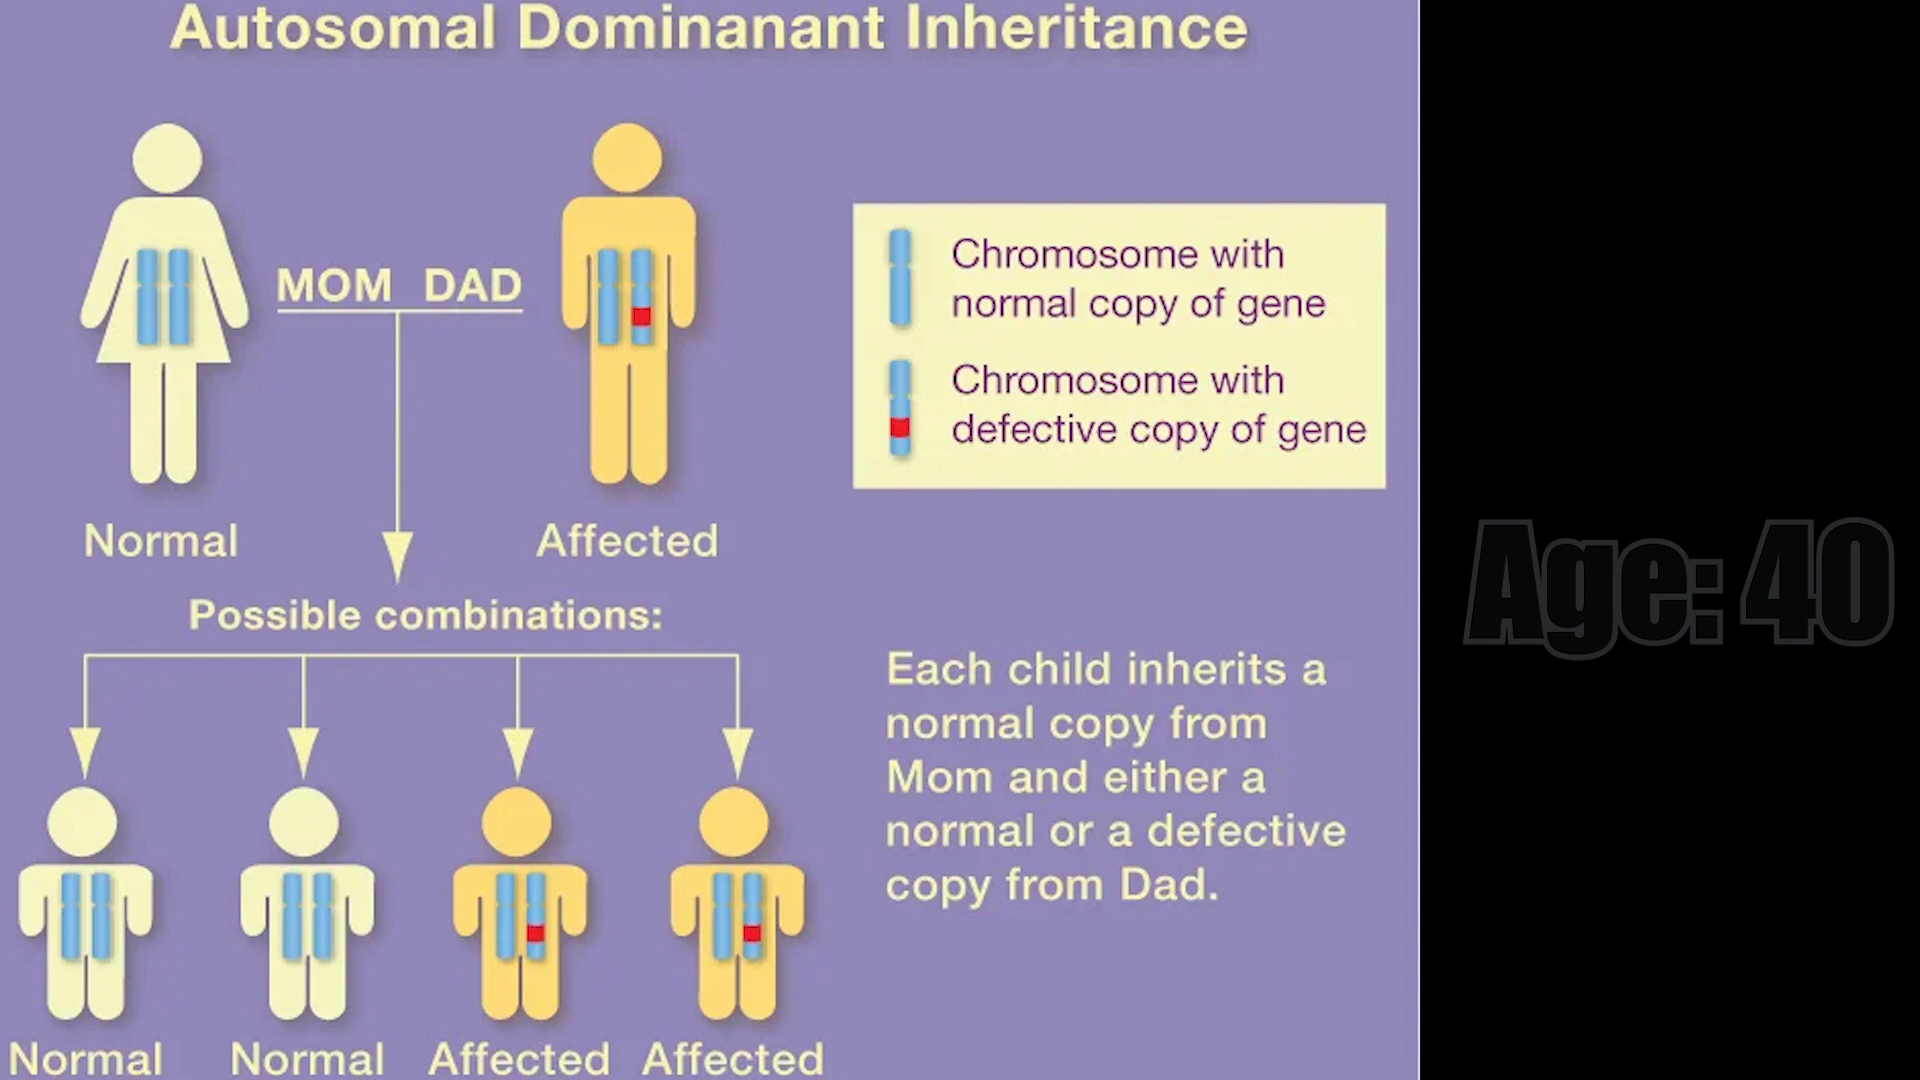 Autosomal Dominanant Inheritance
MOM DAD
Chromosome with
normal copy of gene
Chromosome with
defective copy of gene
Normal
Affected
Possible combinations:
Each child inherits a
normal copy from
Mom and either a
normal or a defective
copy from Dad.
Normal
Normal
Affected
Affected
Age: 40